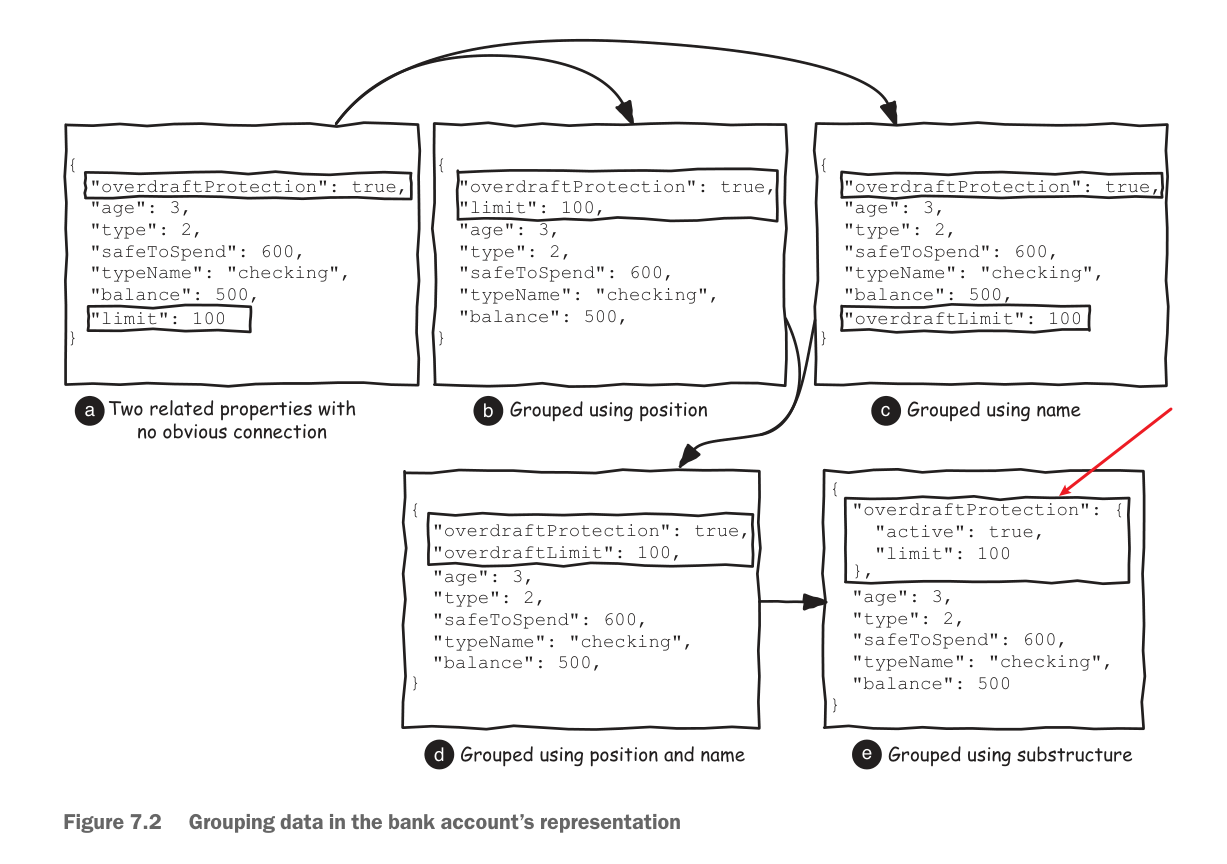 {
"overdraftProtection": true,
"age": 3,
"type": 2,
"safeToSpend": 600,
"typeName": "checking",
"balance": 500,
"limit": 100
}
a Two related properties with
no obvious connection
{
"overdraftProtection": true,
"limit": 100,
"age": 3,
"type": 2,
"safeToSpend": 600,
"typeName": "checking",
"balance": 500,
}
b Grouped using position
{
"overdraftProtection": true,
"age": 3,
"type": 2,
"safeToSpend": 600,
"typeName": "checking",
"balance": 500,
"overdraftLimit": 100
}
c Grouped using name
{
"overdraftProtection": true,
"overdraftLimit": 100,
"age": 3,
"type": 2,
"safeToSpend": 600,
"typeName": "checking",
"balance": 500,
}
d Grouped using position and name
{
"overdraftProtection": {
"active": true,
"limit": 100
},
"age": 3,
"type": 2,
"safeToSpend": 600,
"typeName": "checking",
"balance": 500
}
e Grouped using substructure
Figure 7.2 Grouping data in the bank account's representation